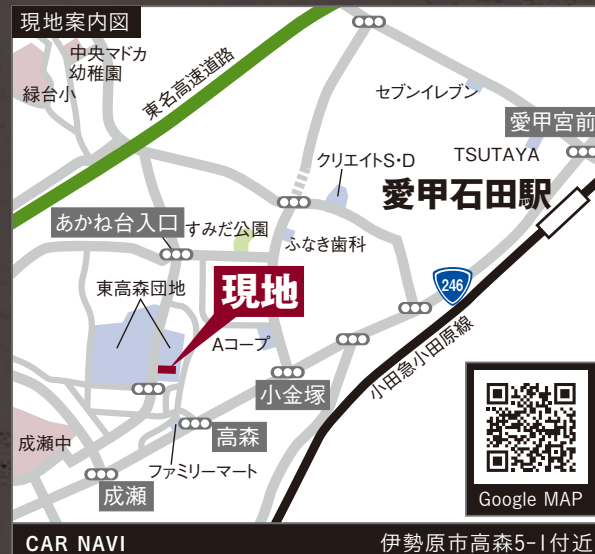 現地案内図
中央マドカ
幼稚園
緑台小
東名高速道路
セブンイレブン
愛甲宮前
TSUTAYA
クリエイトS・D
愛甲石田駅
あかね台入口
すみだ公園
ふなき歯科
東高森団地
現地
246
Aコープ
小田急小田原線
小金塚
高森
成瀬中
ファミリーマート
成瀬
Google MAP
CAR NAVI
伊勢原市高森5-1付近